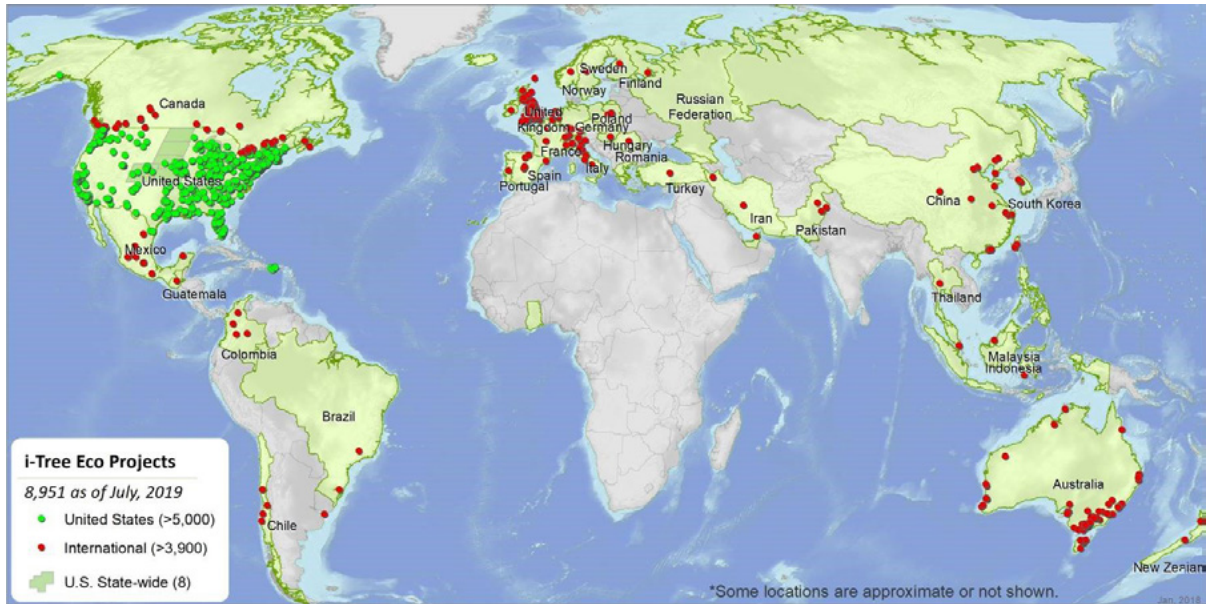 Canada
United States
Mexico
Guatemala
Colombia
Brazil
Chile
Sweden
Norway
Finland
United
Kingdom
Germany
Poland
France
Hungary
Romania
Italy
Spain
Portugal
Russian
Federation
Turkey
Iran
Pakistan
China
South Korea
Thailand
Malaysia
Indonesia
Australia
New Zealan
i-Tree Eco Projects
8,951 as of July, 2019
United States (>5,000)
International (>3,900)
U.S. State-wide (8)
*Some locations are approximate or not shown.
Jan, 2018